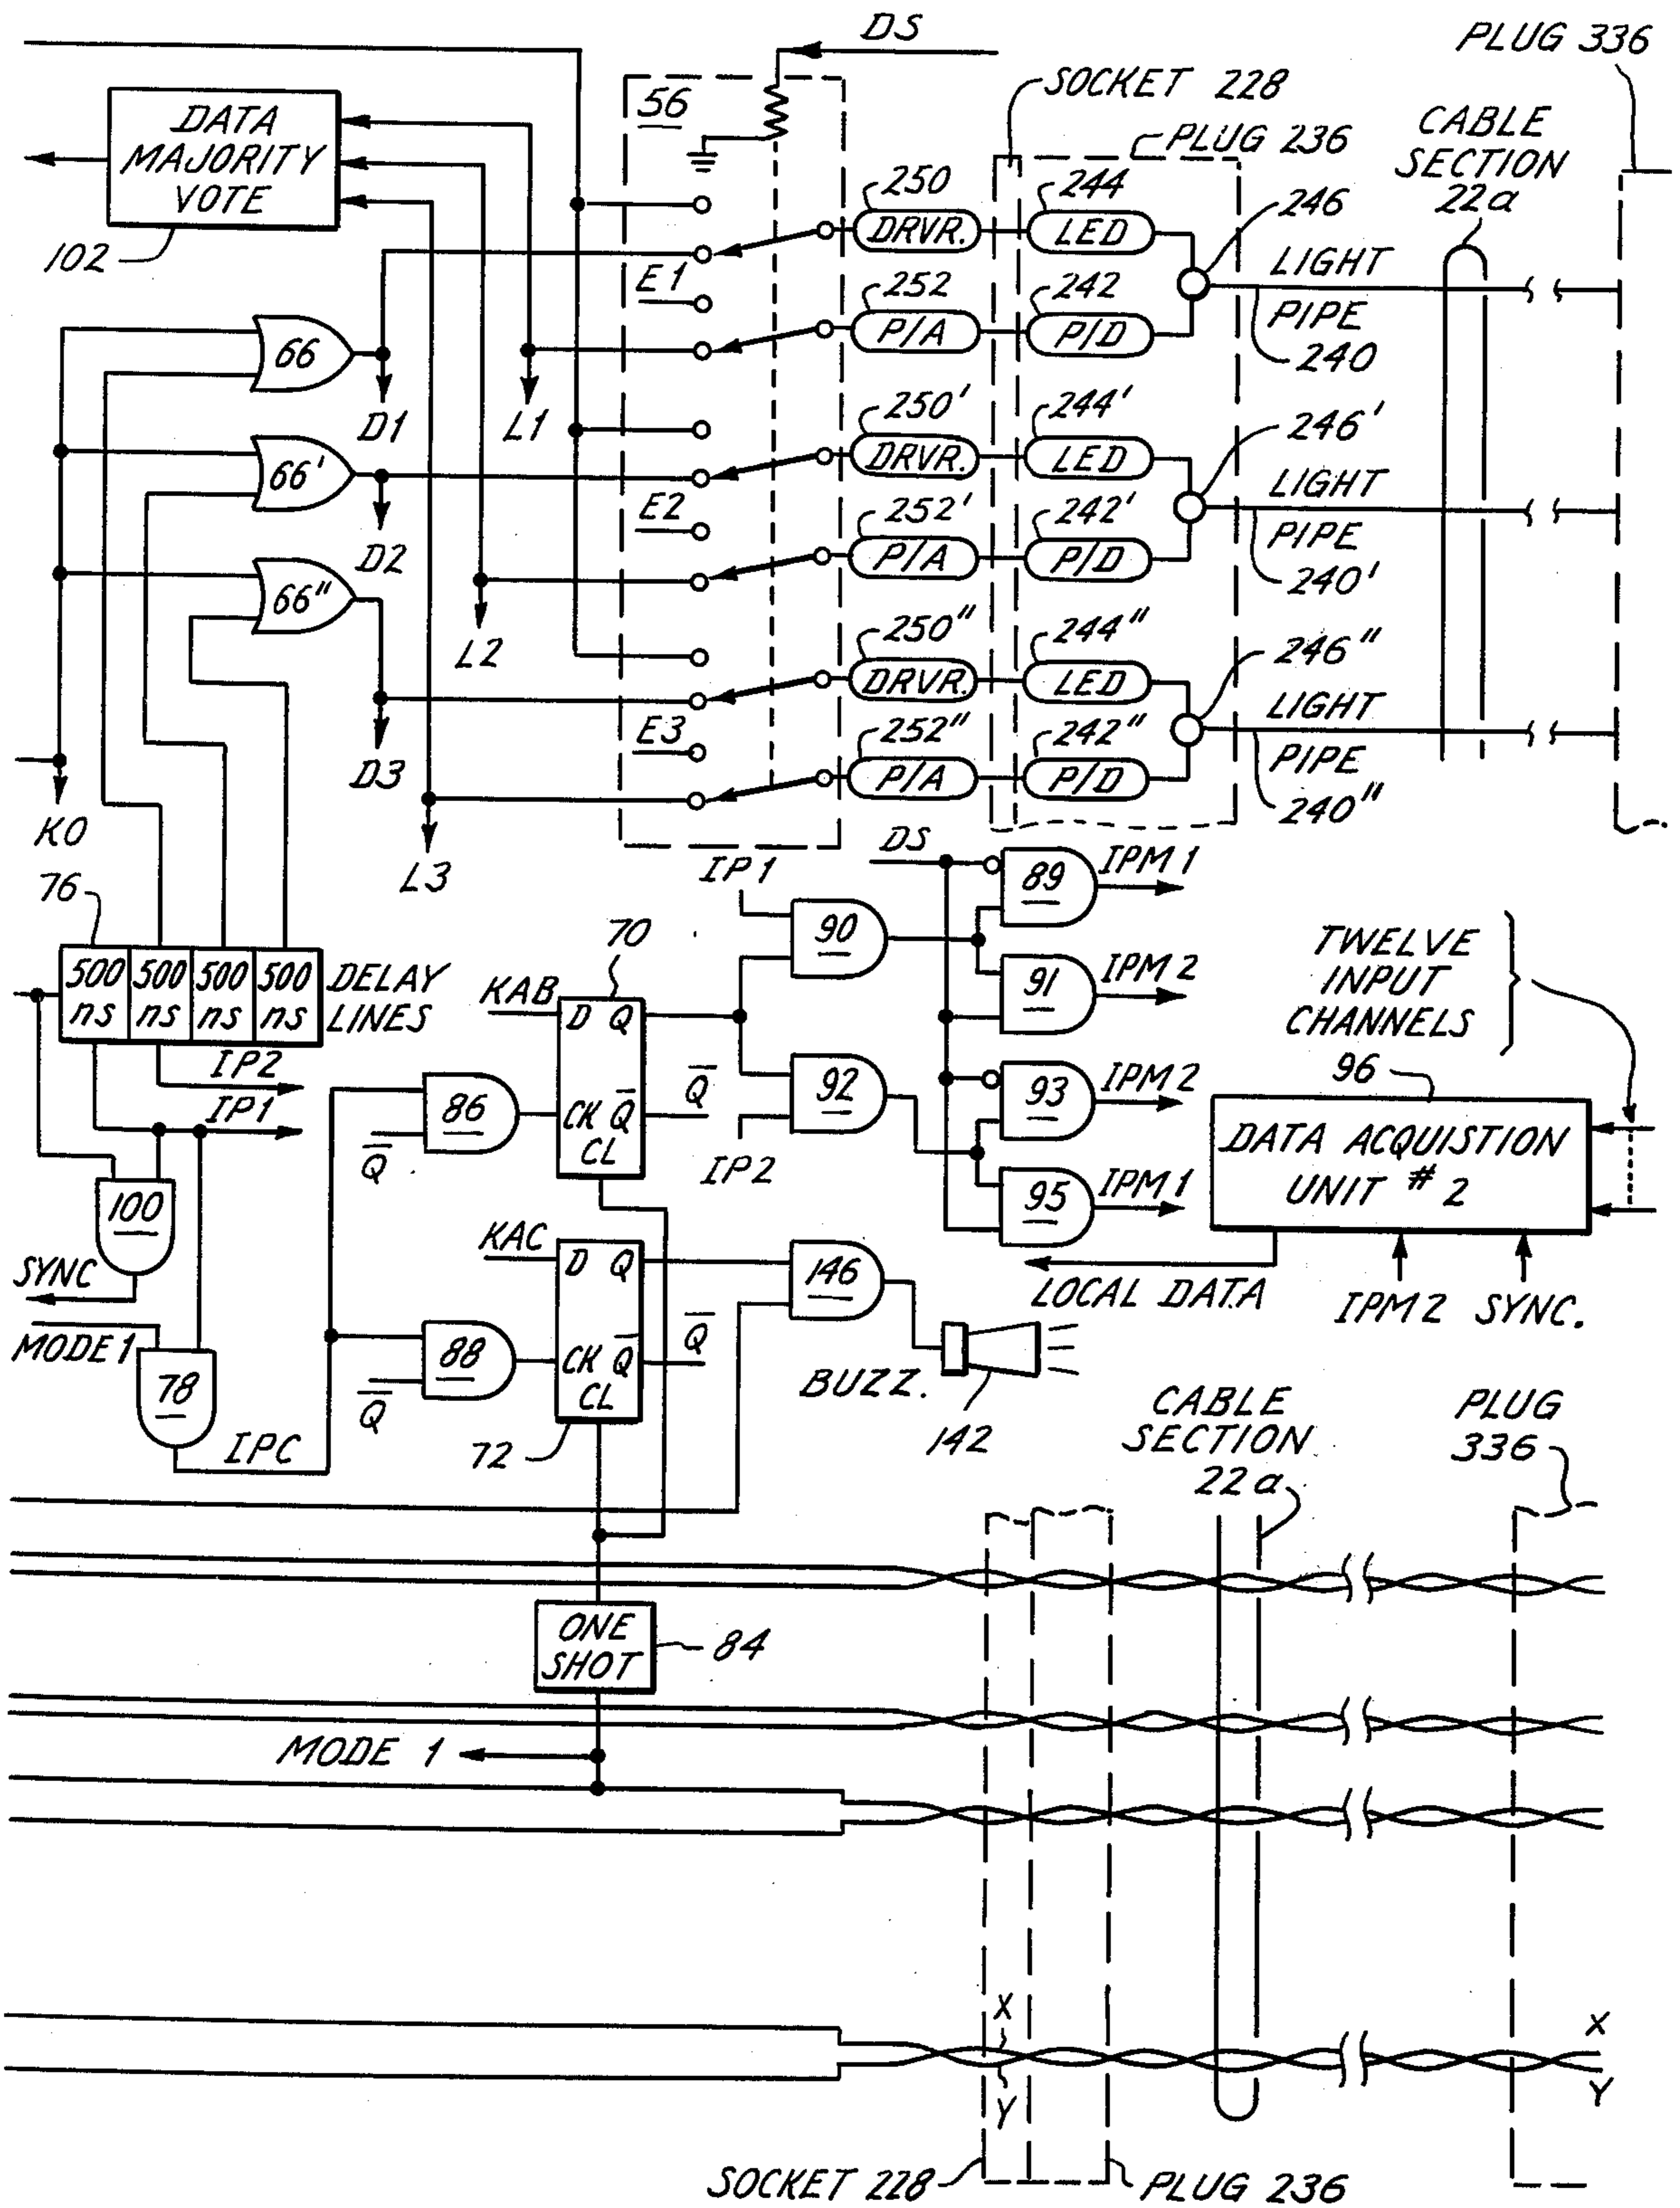 DS
PLUG 336
SOCKET 228
56
PLUG 236
CABLE
SECTION
22a
DATA
MAJORITY
VOTE
102
250
DRVR.
244
LED
246
LIGHT
PIPE
240
E1
252
P/A
242
P/D
66
D1
L1
250'
DRVR.
244'
LED
246'
LIGHT
PIPE
240'
66'
D2
E2
252'
P/A
242'
P/D
66"
L2
250"
DRVR.
244"
LED
246"
LIGHT
PIPE
240"
D3
E3
252"
P/A
242"
P/D
KO
L3
DS
IP1
89
IPM 1
76
90
70
91
IPM 2
TWELVE
INPUT
CHANNELS
500
ns
500
ns
500
ns
500
ns
DELAY
LINES
KAB
D Q
IP2
IP1
86
Q̅
CK Q̅
CL
Q̅
92
IP2
93
IPM2
96
DATA ACQUISTION
UNIT # 2
95
IPM1
100
SYNC
KAC
D Q
146
LOCAL DATA
IPM2
SYNC.
MODE 1
78
88
Q̅
CK Q̅
CL
Q̅
BUZZ.
142
IPC
72
CABLE
SECTION
22a
PLUG
336
ONE
SHOT
84
MODE 1
X
Y
X
Y
SOCKET 228
PLUG 236